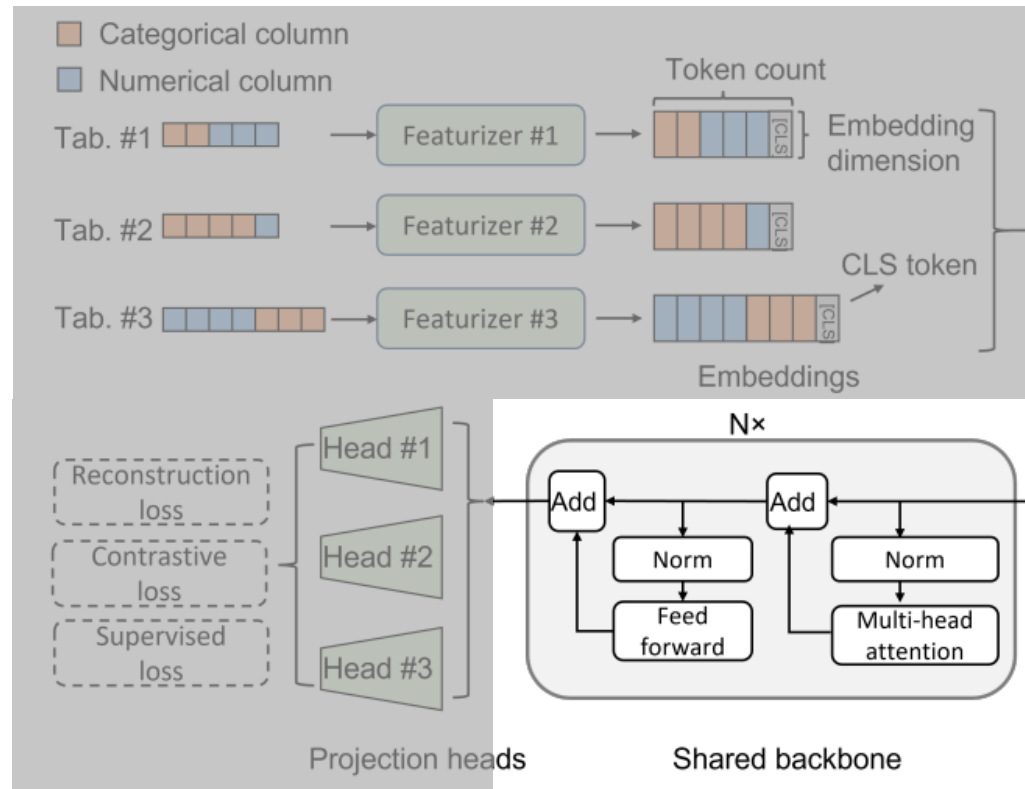 Categorical column
Numerical column
Token count
Tab. #1
Featurizer #1
[CLS]
Embedding
dimension
Tab. #2
Featurizer #2
[CLS]
CLS token
Tab. #3
Featurizer #3
[CLS]
Embeddings
Reconstruction
loss
Contrastive
loss
Supervised
loss
Head #1
Head #2
Head #3
Projection heads
N×
Add
Add
Norm
Norm
Feed
forward
Multi-head
attention
Shared backbone